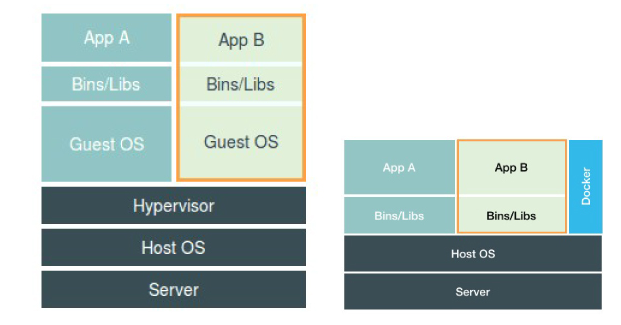 App A App B
Bins/Libs Bins/Libs
Guest OS Guest OS
Hypervisor
Host OS
Server
App A App B Docker
Bins/Libs Bins/Libs
Host OS
Server